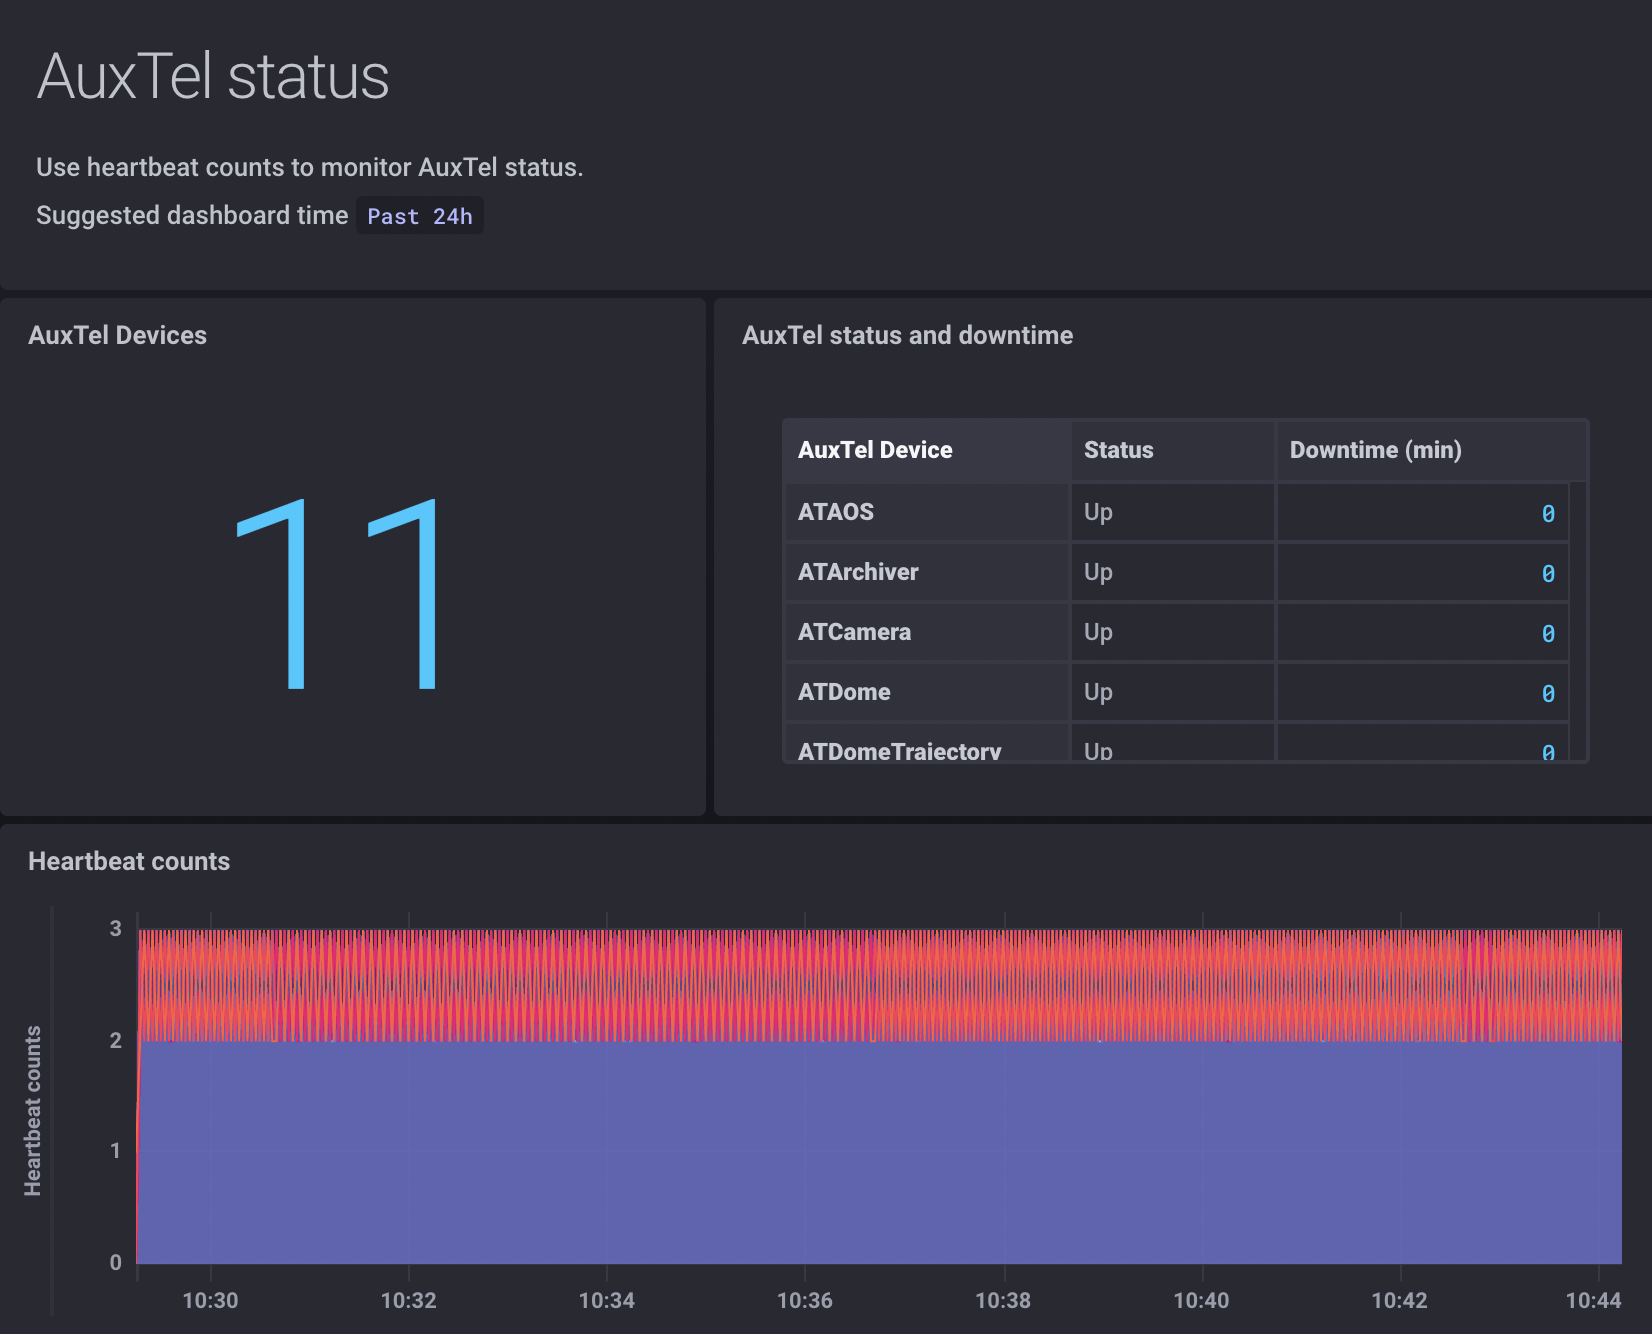 AuxTel status
Use heartbeat counts to monitor AuxTel status.
Suggested dashboard time Past 24h
AuxTel Devices
11
AuxTel status and downtime
AuxTel Device Status Downtime (min)
ATAOS Up 0
ATArchiver Up 0
ATCamera Up 0
ATDome Up 0
ATDomeTrajectory Up 0
Heartbeat counts
Heartbeat counts
3
2
1
0
10:30 10:32 10:34 10:36 10:38 10:40 10:42 10:44